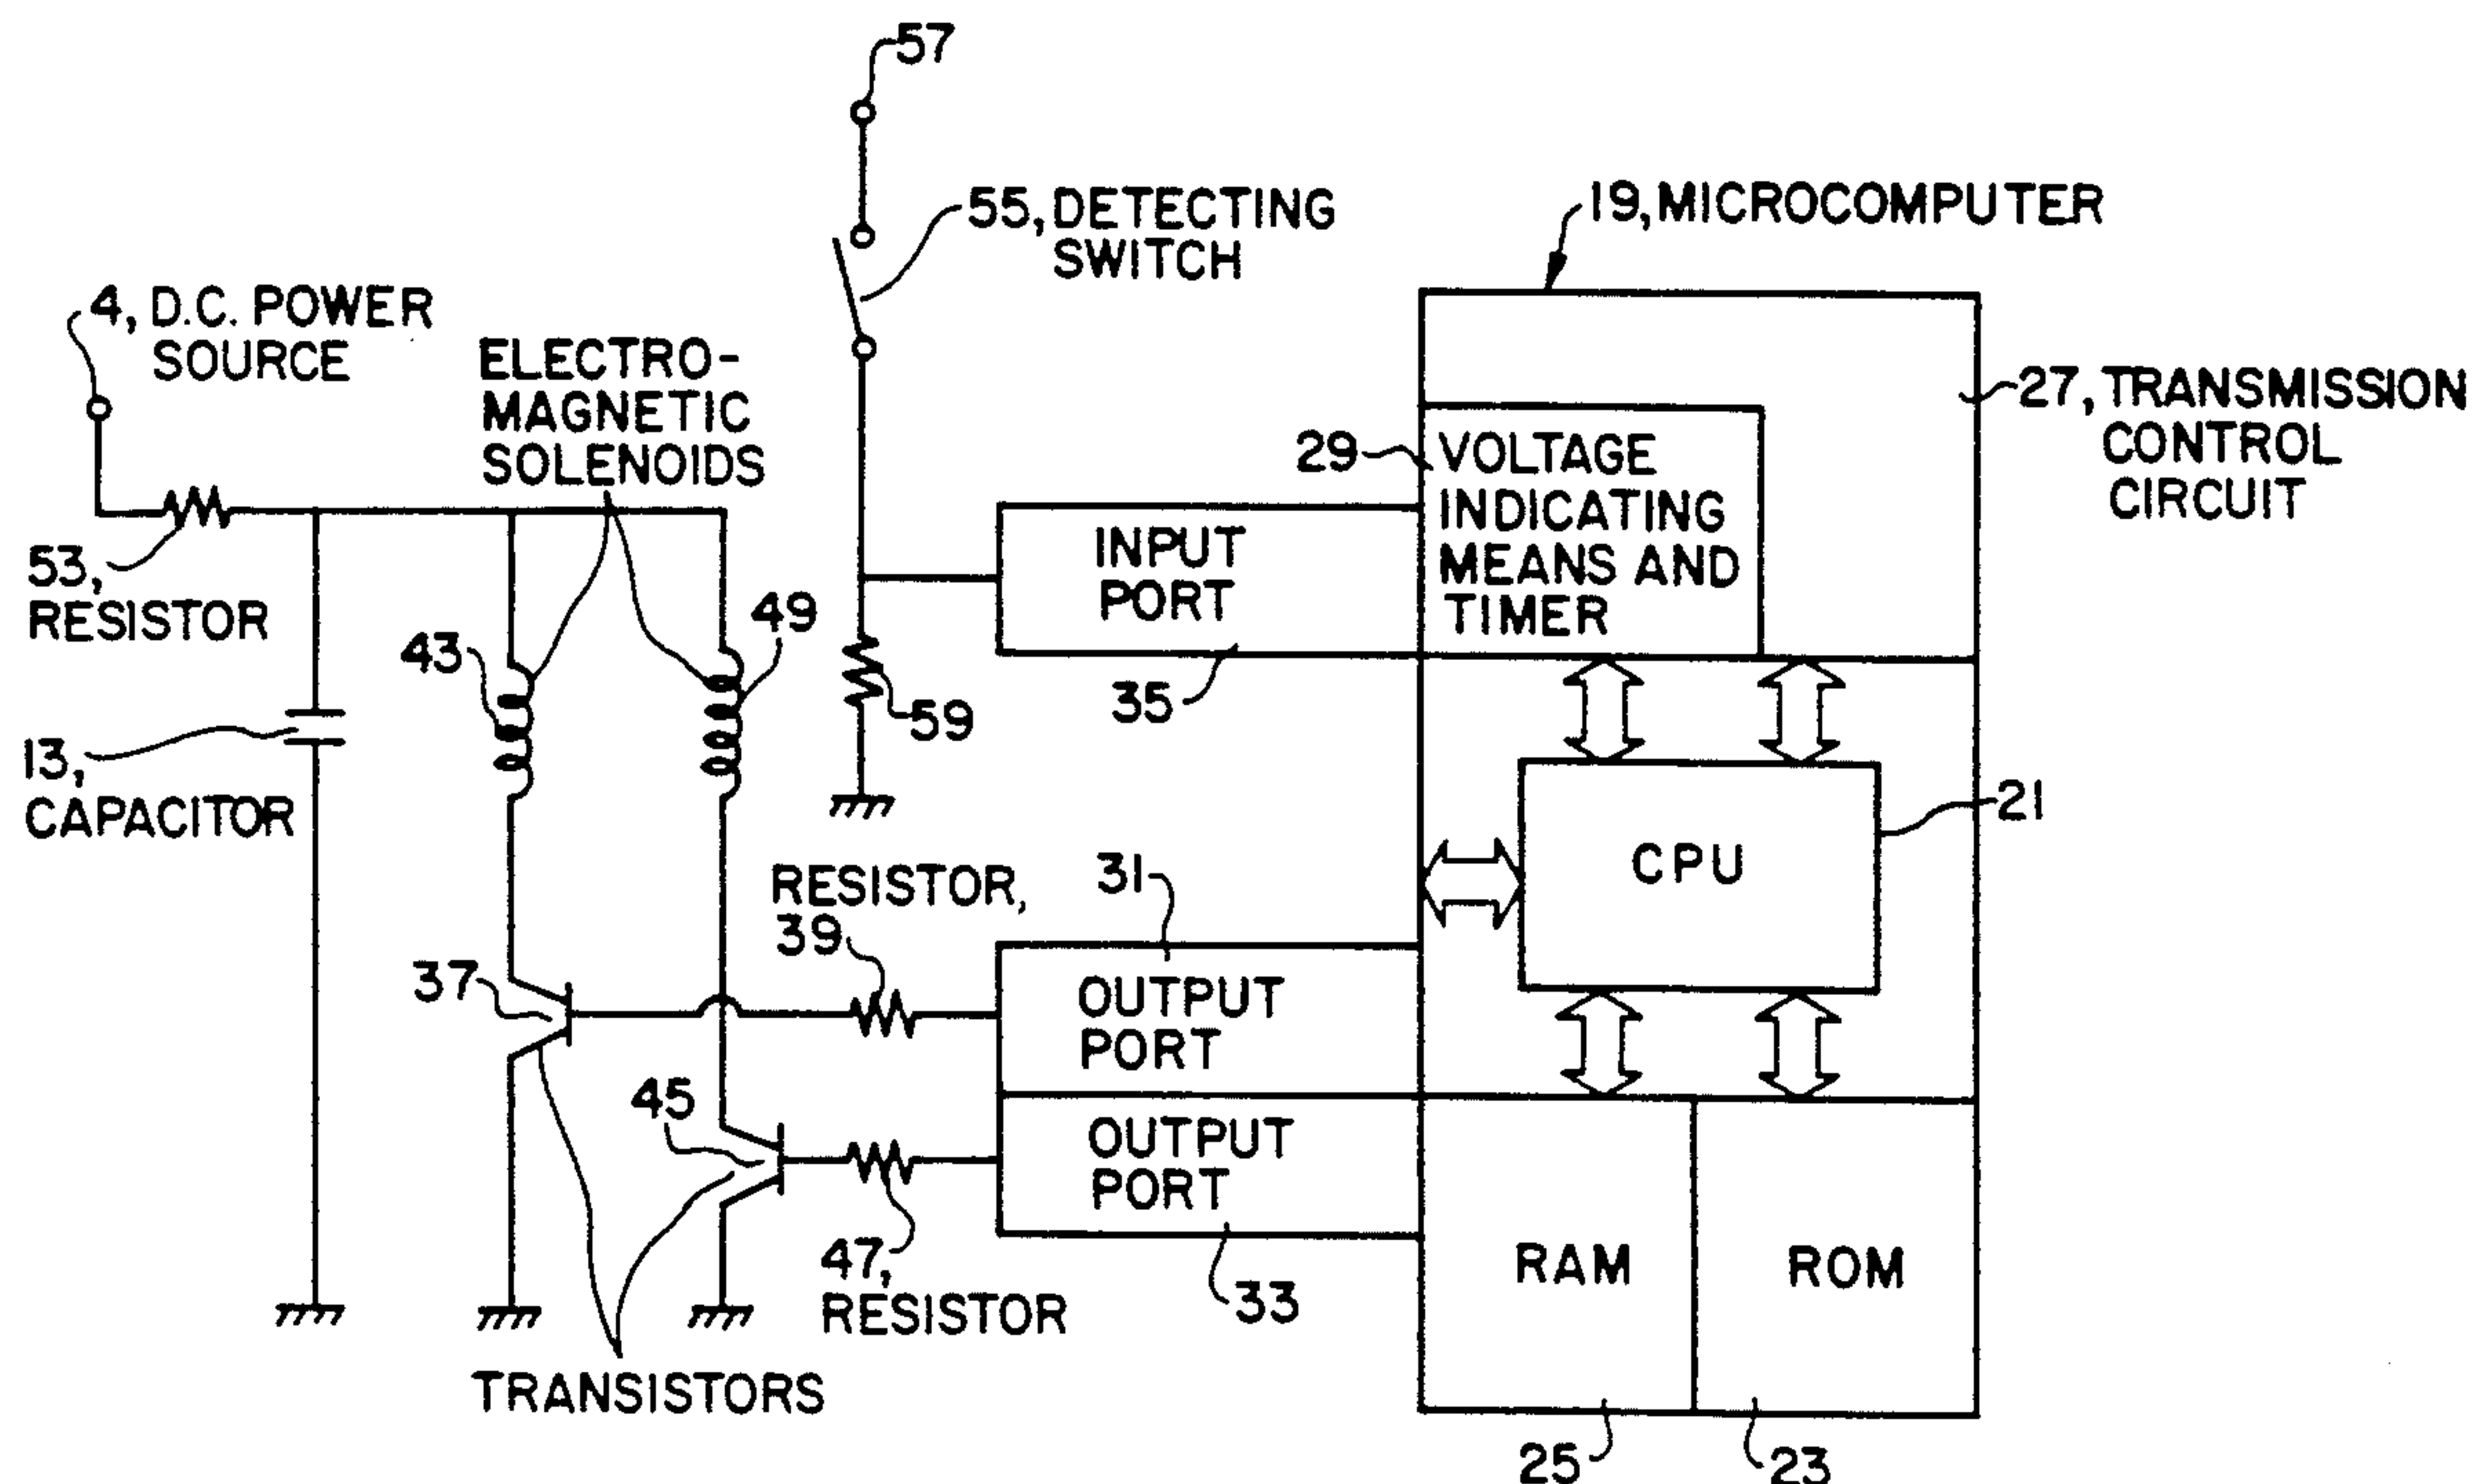 57
55, DETECTING
SWITCH
19, MICROCOMPUTER
4, D.C. POWER
SOURCE
ELECTRO-
MAGNETIC
SOLENOIDS
27, TRANSMISSION
CONTROL
CIRCUIT
29
VOLTAGE
INDICATING
MEANS AND
TIMER
INPUT
PORT
53,
RESISTOR
43
49
35
59
13,
CAPACITOR
21
CPU
RESISTOR,
39
31
37
OUTPUT
PORT
45
OUTPUT
PORT
47,
RESISTOR
33
RAM
ROM
TRANSISTORS
25
23